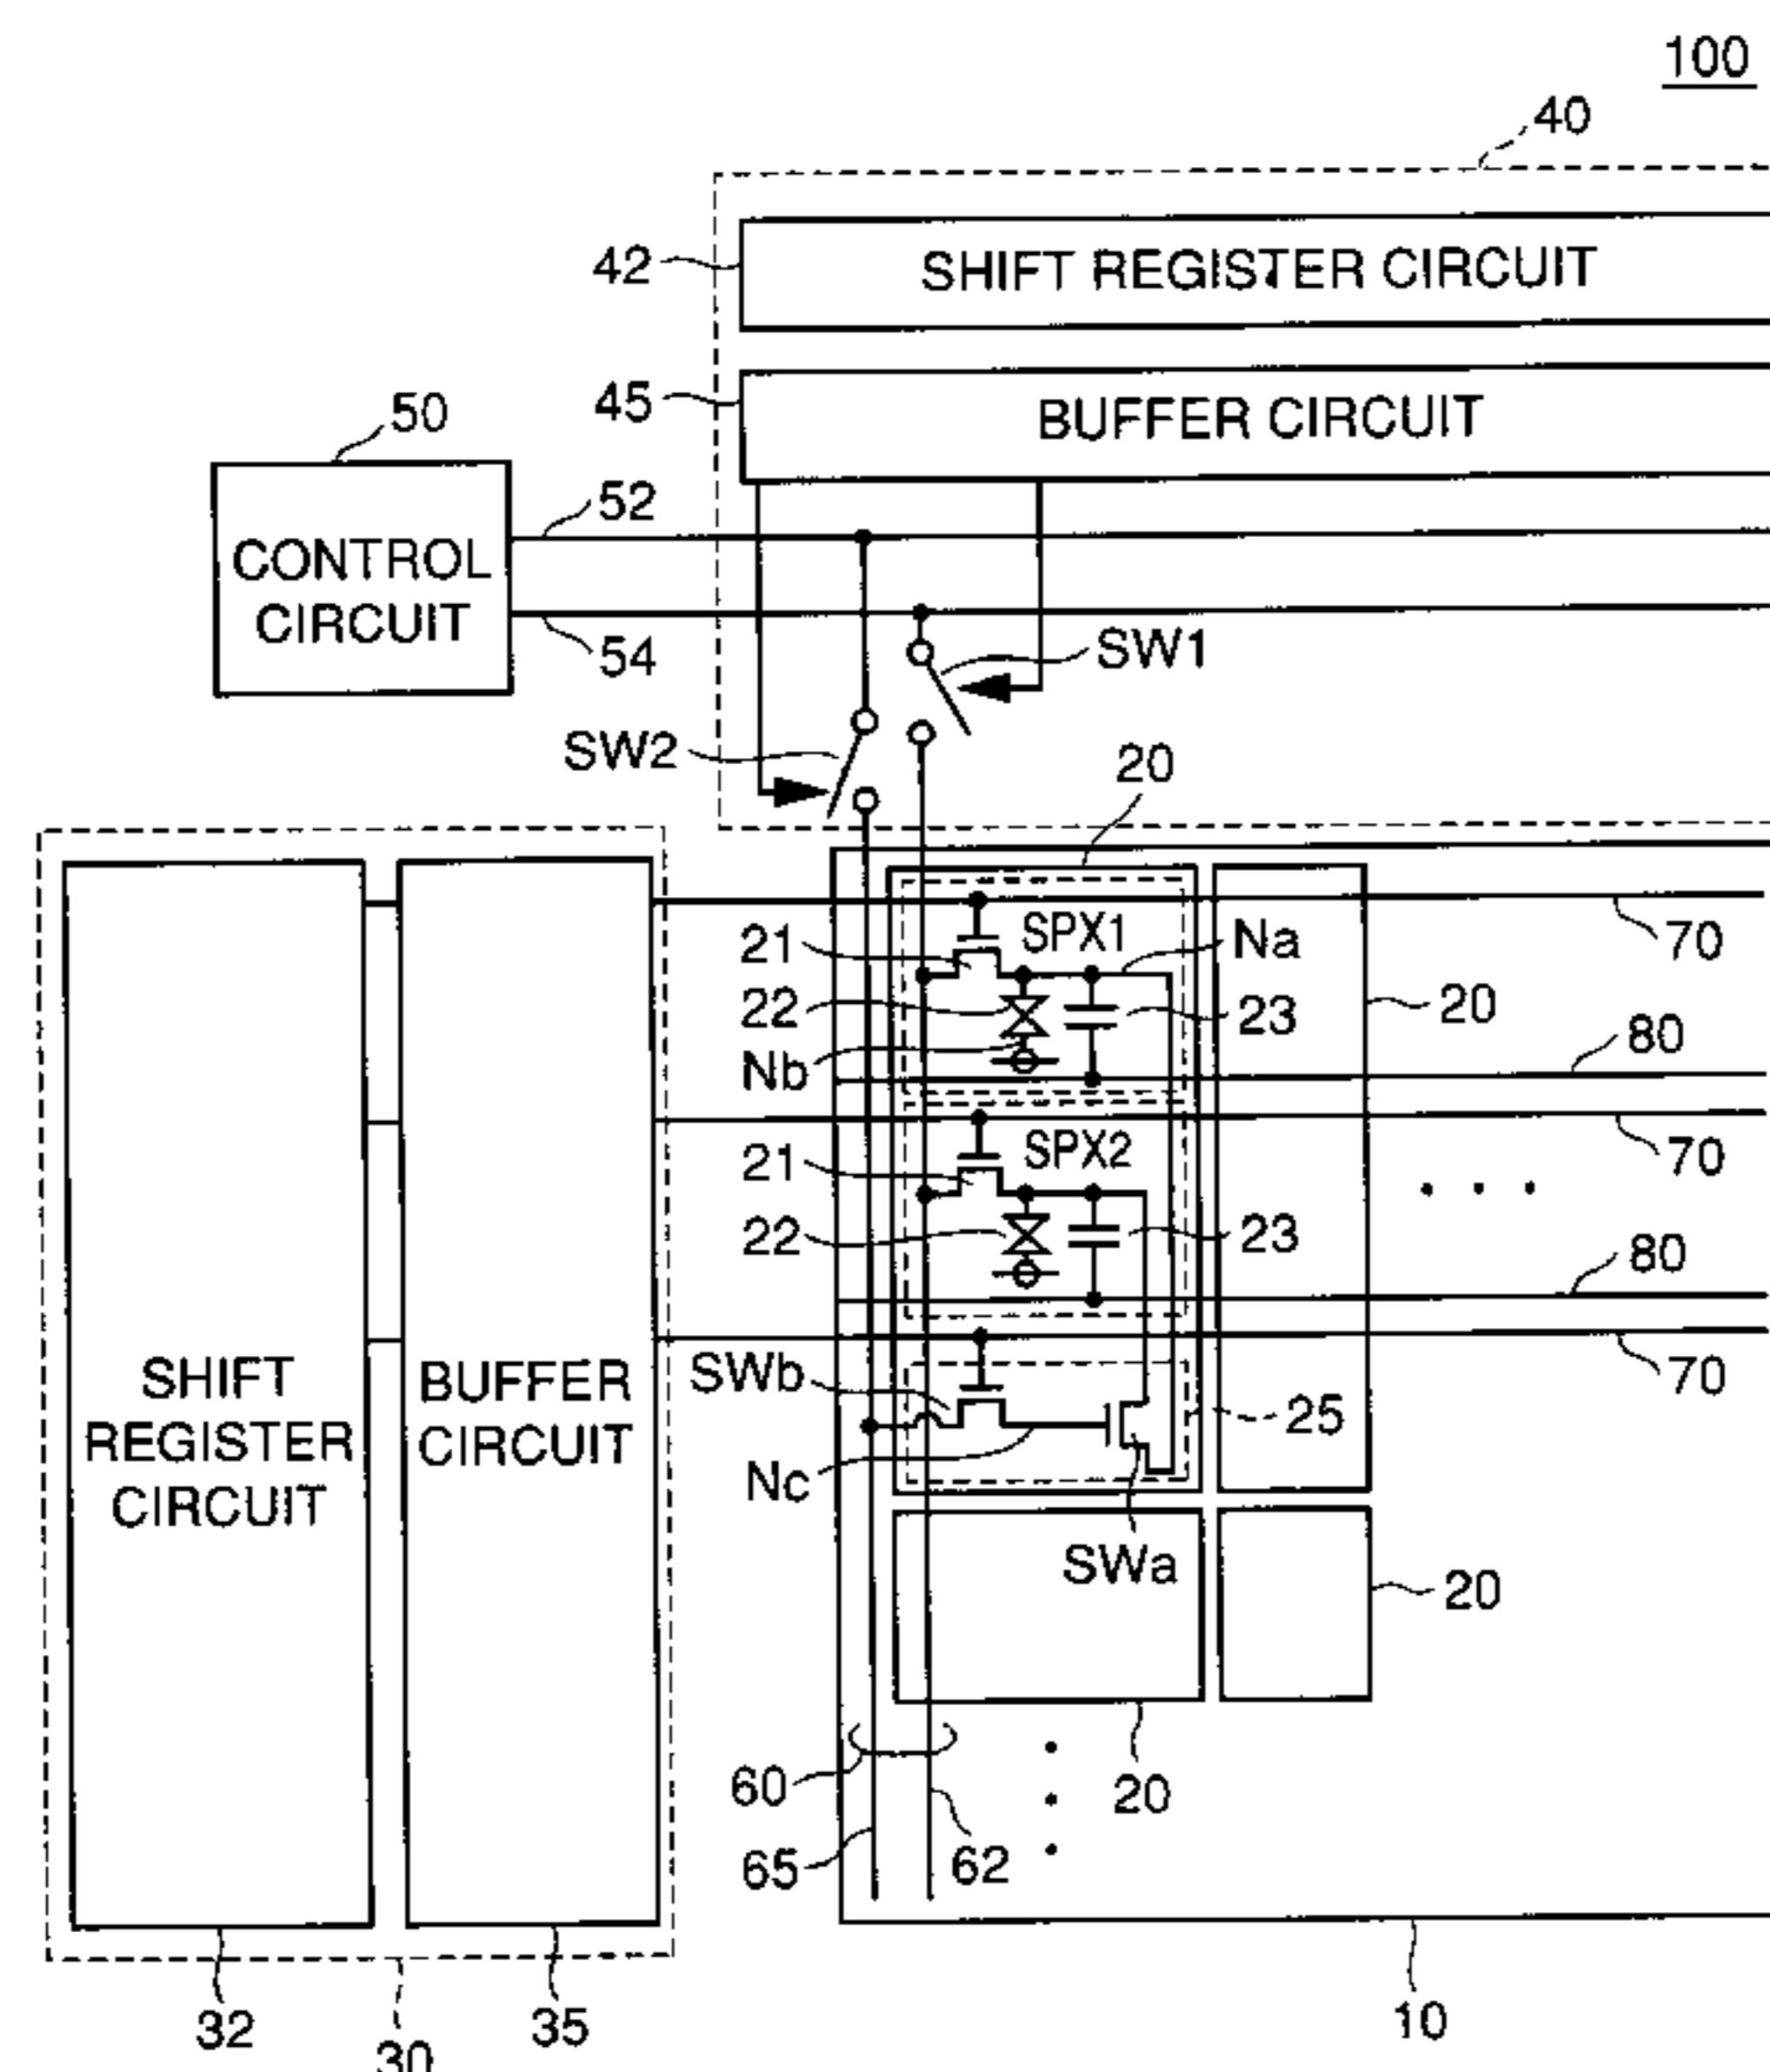 100
40
42
SHIFT REGISTER CIRCUIT
45
BUFFER CIRCUIT
50
52
CONTROL
CIRCUIT
54
SW1
SW2
20
21
SPX1
Na
70
22
23
20
Nb
80
21
SPX2
70
22
23
80
SWb
70
25
SHIFT
REGISTER
CIRCUIT
BUFFER
CIRCUIT
Nc
SWa
20
60
20
65
62
32
35
10
30